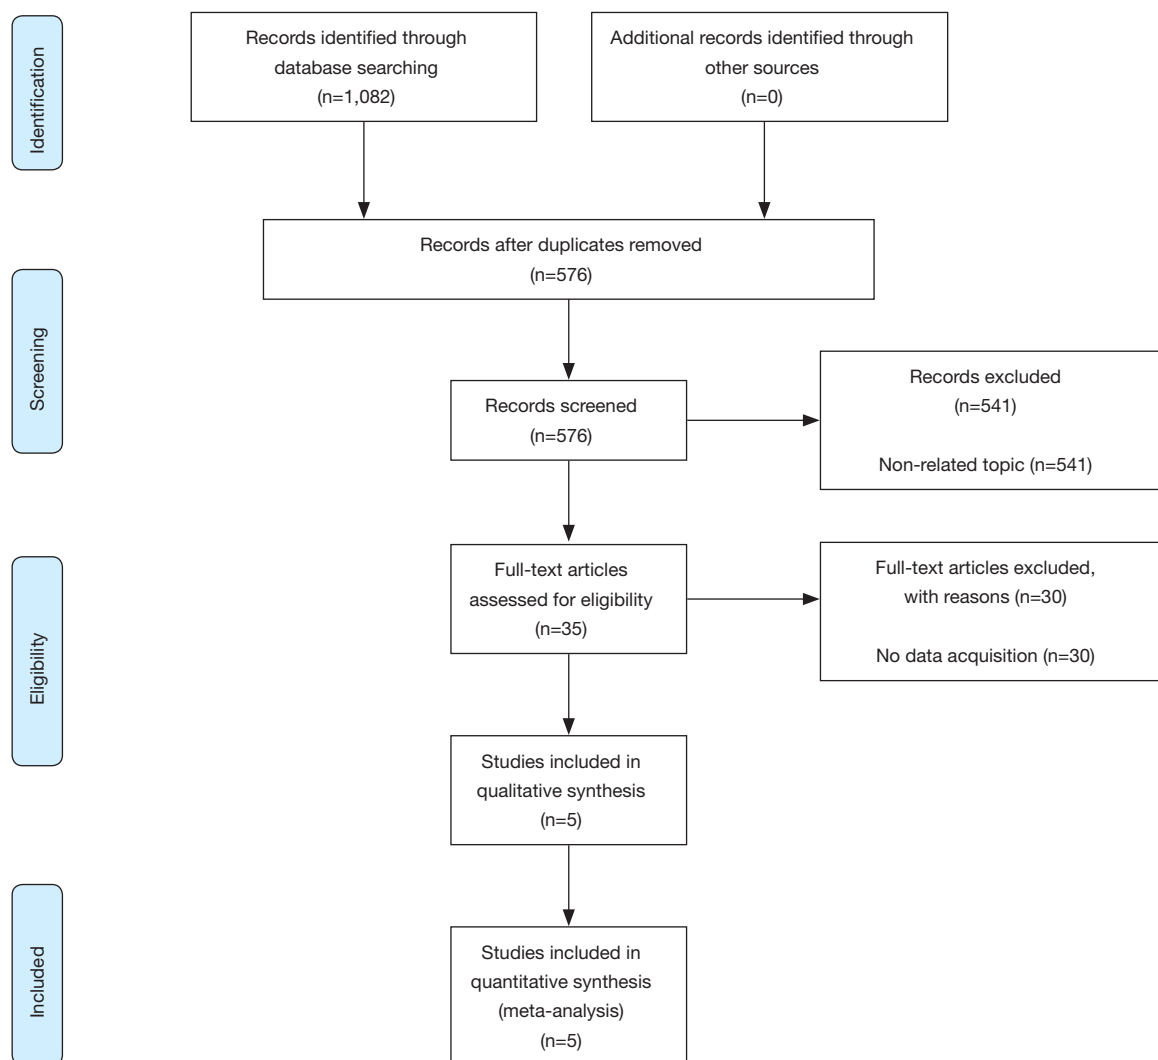 Identification
Records identified through
database searching
(n=1,082)
Additional records identified through
other sources
(n=0)
Screening
Records after duplicates removed
(n=576)
Records screened
(n=576)
Records excluded
(n=541)
Non-related topic (n=541)
Eligibility
Full-text articles
assessed for eligibility
(n=35)
Full-text articles excluded,
with reasons (n=30)
No data acquisition (n=30)
Studies included in
qualitative synthesis
(n=5)
Included
Studies included in
quantitative synthesis
(meta-analysis)
(n=5)